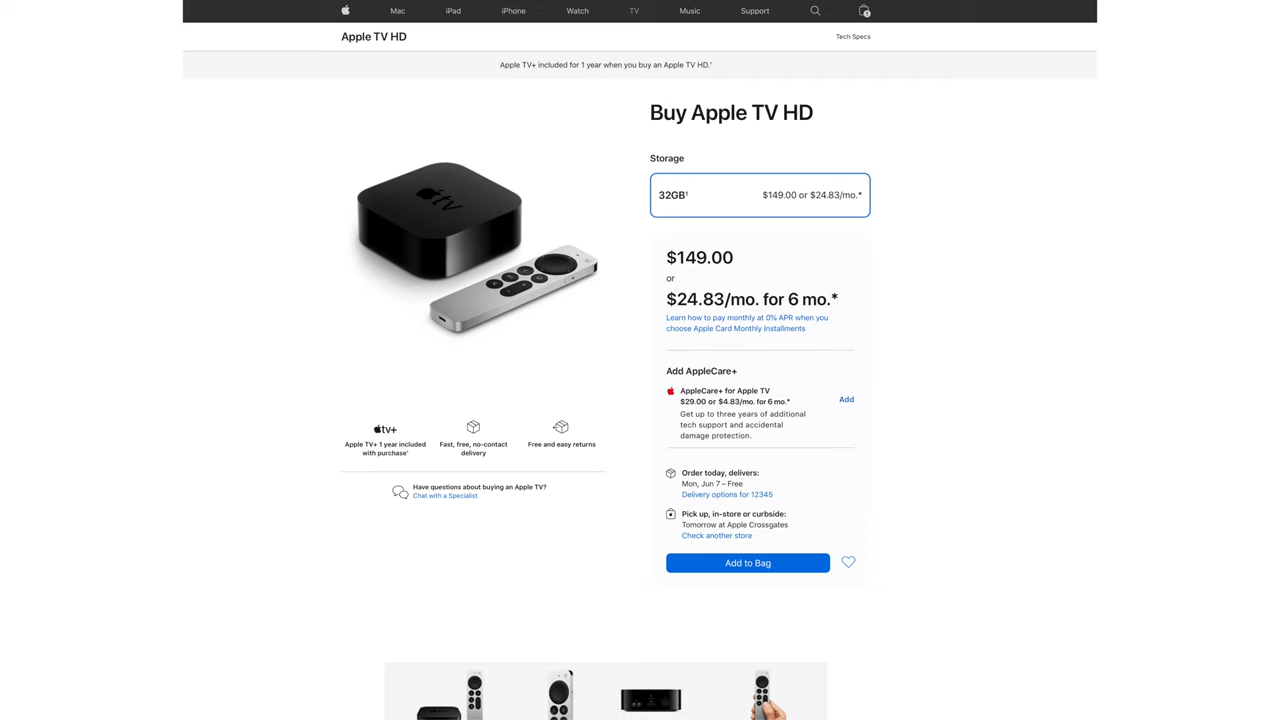 Mac iPad iPhone Watch TV Music Support 1
Apple TV HD
Tech Specs
Apple TV+ included for 1 year when you buy an Apple TV HD.
Buy Apple TV HD
Storage
32GB¹ $149.00 or $24.83/mo.*
tv
$149.00
or
$24.83/mo. for 6 mo.*
Learn how to pay monthly at 0% APR when you
choose Apple Card Monthly Installments
Add AppleCare+
AppleCare+ for Apple TV
$29.00 or $4.83/mo. for 6 mo.*
Add
Get up to three years of additional
tech support and accidental
damage protection.
tv+
Apple TV+ 1 year included
with purchase
Fast, free, no-contact
delivery
Free and easy returns
Have questions about buying an Apple TV?
Chat with a Specialist
Order today, delivers:
Mon, Jun 7 – Free
Delivery options for 12345
Pick up, in-store or curbside:
Tomorrow at Apple Crossgates
Check another store
Add to Bag